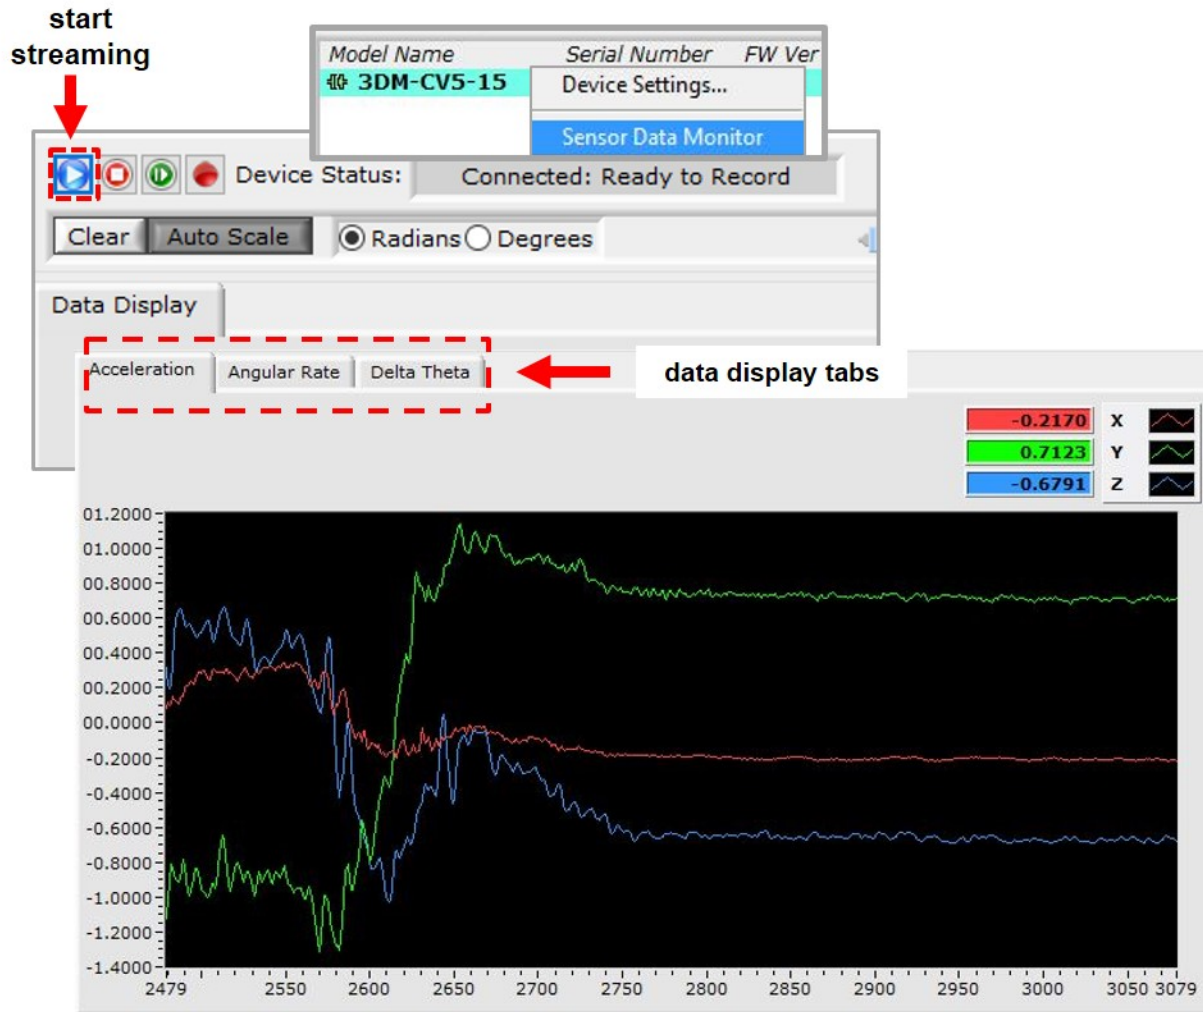 start
streaming
Model Name Serial Number FW Ver
3DM-CV5-15
Device Settings...
Sensor Data Monitor
Device Status: Connected: Ready to Record
Clear Auto Scale Radians Degrees
Data Display
Acceleration Angular Rate Delta Theta
data display tabs
-0.2170 X
0.7123 Y
-0.6791 Z
01.2000
01.0000
00.8000
00.6000
00.4000
00.2000
00.0000
-0.2000
-0.4000
-0.6000
-0.8000
-1.0000
-1.2000
-1.4000
2479 2550 2600 2650 2700 2750 2800 2850 2900 2950 3000 3050 3079